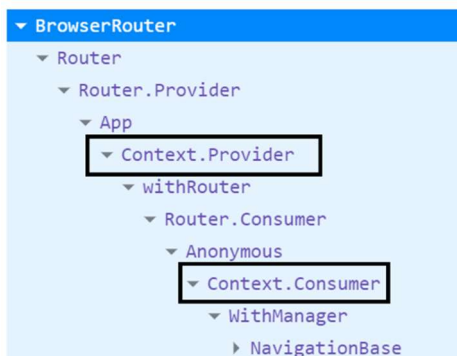 BrowserRouter
Router
Router.Provider
App
Context.Provider
withRouter
Router.Consumer
Anonymous
Context.Consumer
WithManager
NavigationBase